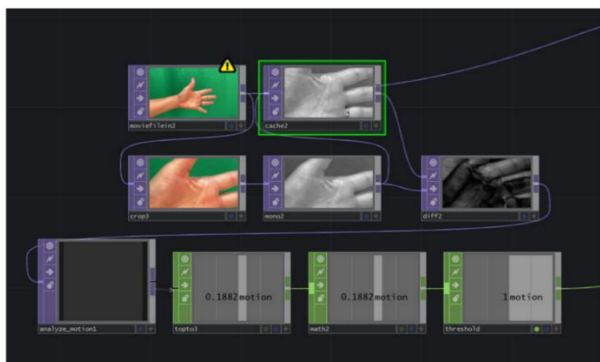 moviefilein2
cache2
crop3
mono2
diff2
0.1882 motion
0.1882 motion
1 motion
analyze_motion1
topto3
math2
threshold